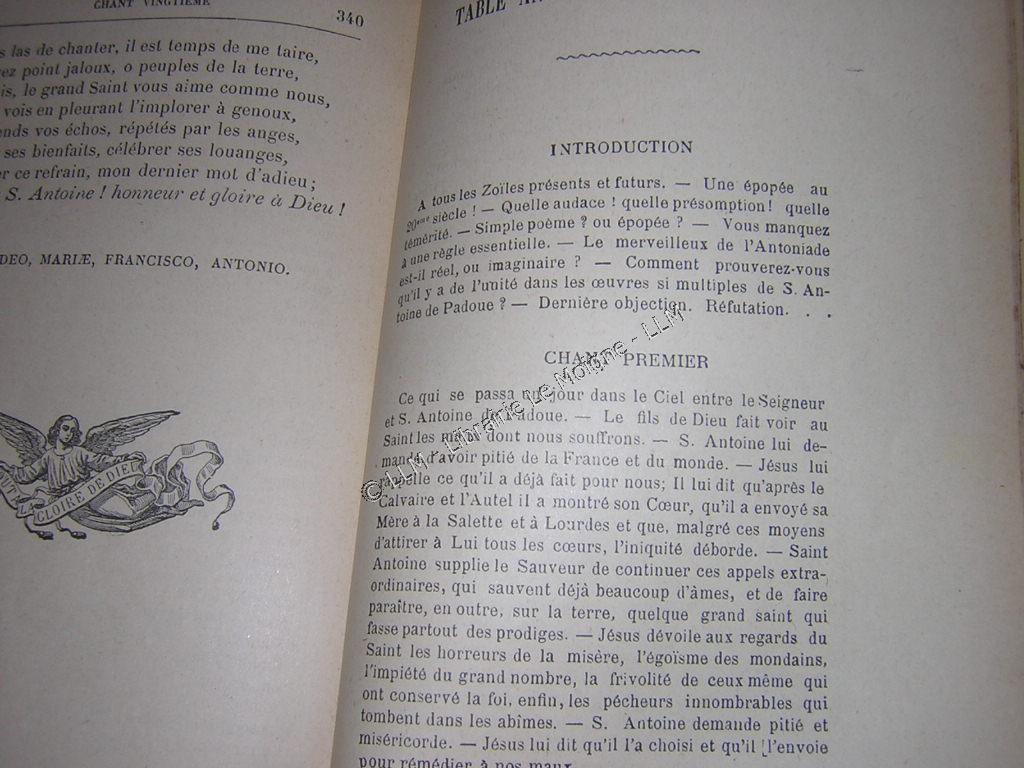 CHANT VINGTIÈME
340
las de chanter, il est temps de me taire,
point jaloux, o peuples de la terre,
le grand Saint vous aime comme nous,
vois en pleurant l'implorer à genoux,
vos échos, répétés par les anges,
ses bienfaits, célébrer ses louanges,
ce refrain, mon dernier mot d'adieu ;
S. Antoine ! honneur et gloire à Dieu !
DEO, MARIÆ, FRANCISCO, ANTONIO.
LA GLOIRE DE DIEU
TABLE
INTRODUCTION
A tous les Zoïles présents et futurs. — Une épopée au
20eme siècle ! — Quelle audace ! quelle présomption ! quelle
témérité. — Simple poème ? ou épopée ? — Vous manquez
à une règle essentielle. — Le merveilleux de l'Antoniade
est-il réel, ou imaginaire ? — Comment prouverez-vous
qu'il y a de l'unité dans les œuvres si multiples de S. An-
toine de Padoue ? — Dernière objection. Réfutation. . .
CHANT PREMIER
Ce qui se passa un jour dans le Ciel entre le Seigneur
et S. Antoine de Padoue. — Le fils de Dieu fait voir au
Saint les maux dont nous souffrons. — S. Antoine lui de-
mande d'avoir pitié de la France et du monde. — Jésus lui
rappelle ce qu'il a déjà fait pour nous; Il lui dit qu'après le
Calvaire et l'Autel il a montré son Cœur, qu'il a envoyé sa
Mère à la Salette et à Lourdes et que, malgré ces moyens
d'attirer à Lui tous les cœurs, l'iniquité déborde. — Saint
Antoine supplie le Sauveur de continuer ces appels extra-
ordinaires, qui sauvent déjà beaucoup d'âmes, et de faire
paraître, en outre, sur la terre, quelque grand saint qui
fasse partout des prodiges. — Jésus dévoile aux regards du
Saint les horreurs de la misère, l'égoïsme des mondains,
l'impiété du grand nombre, la frivolité de ceux même qui
ont conservé la foi, enfin, les pécheurs innombrables qui
tombent dans les abîmes. — S. Antoine demande pitié et
miséricorde. — Jésus lui dit qu'il l'a choisi et qu'il l'envoie
pour rémédier à nos maux
© LLM - Librairie Le Moigne - LLM